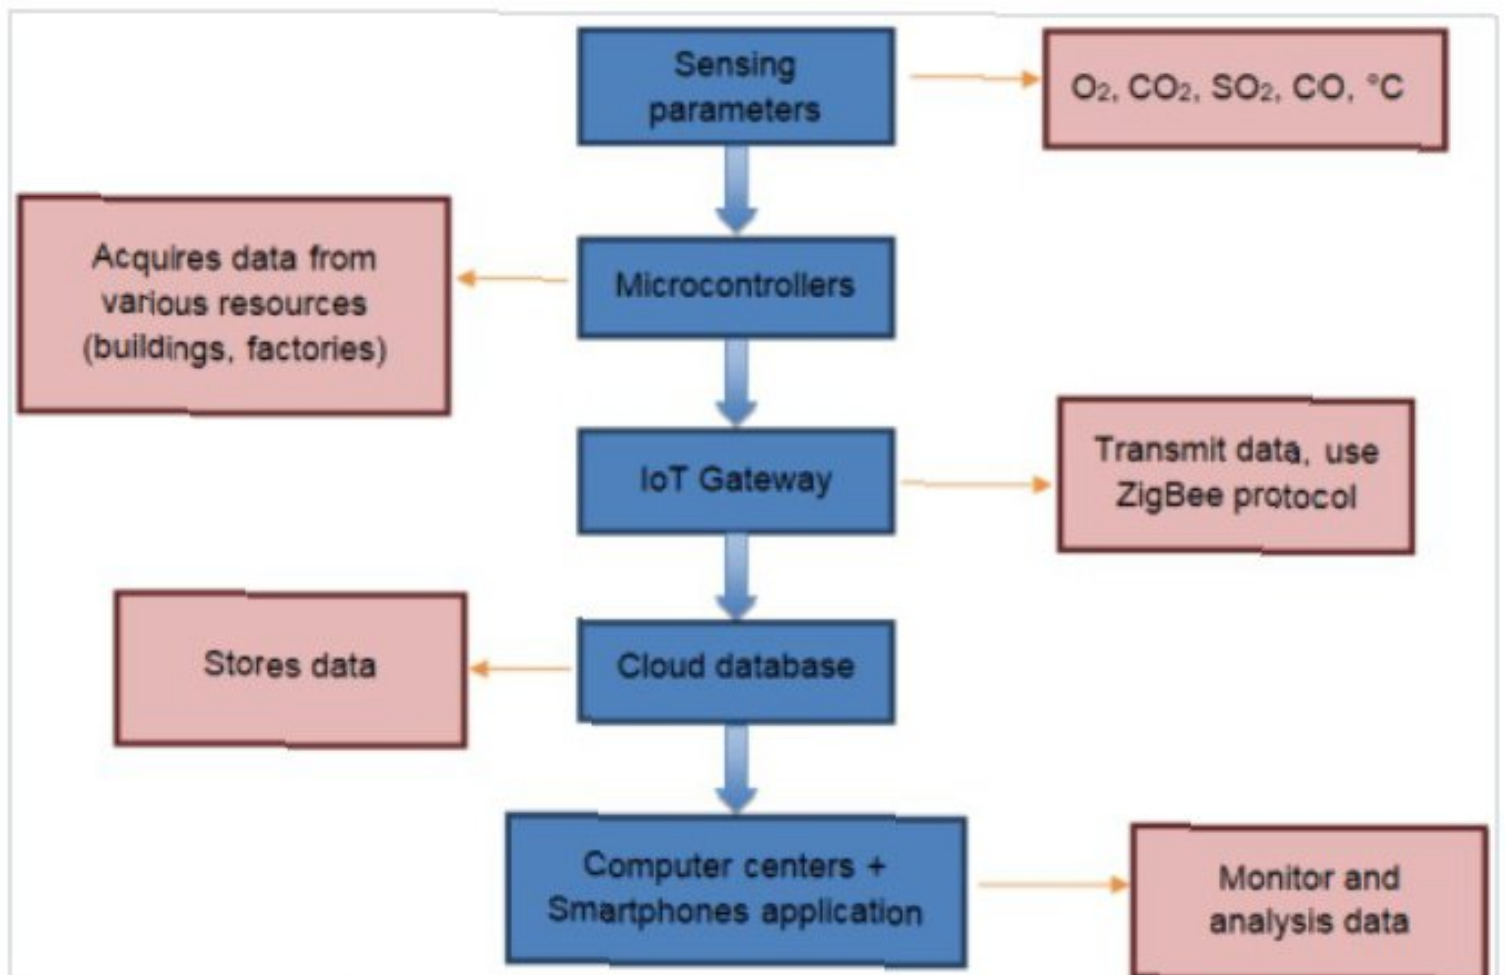 Sensing
parameters
O₂, CO₂, SO₂, CO, °C
Acquires data from
various resources
(buildings, factories)
Microcontrollers
IoT Gateway
Transmit data, use
ZigBee protocol
Stores data
Cloud database
Computer centers +
Smartphones application
Monitor and
analysis data